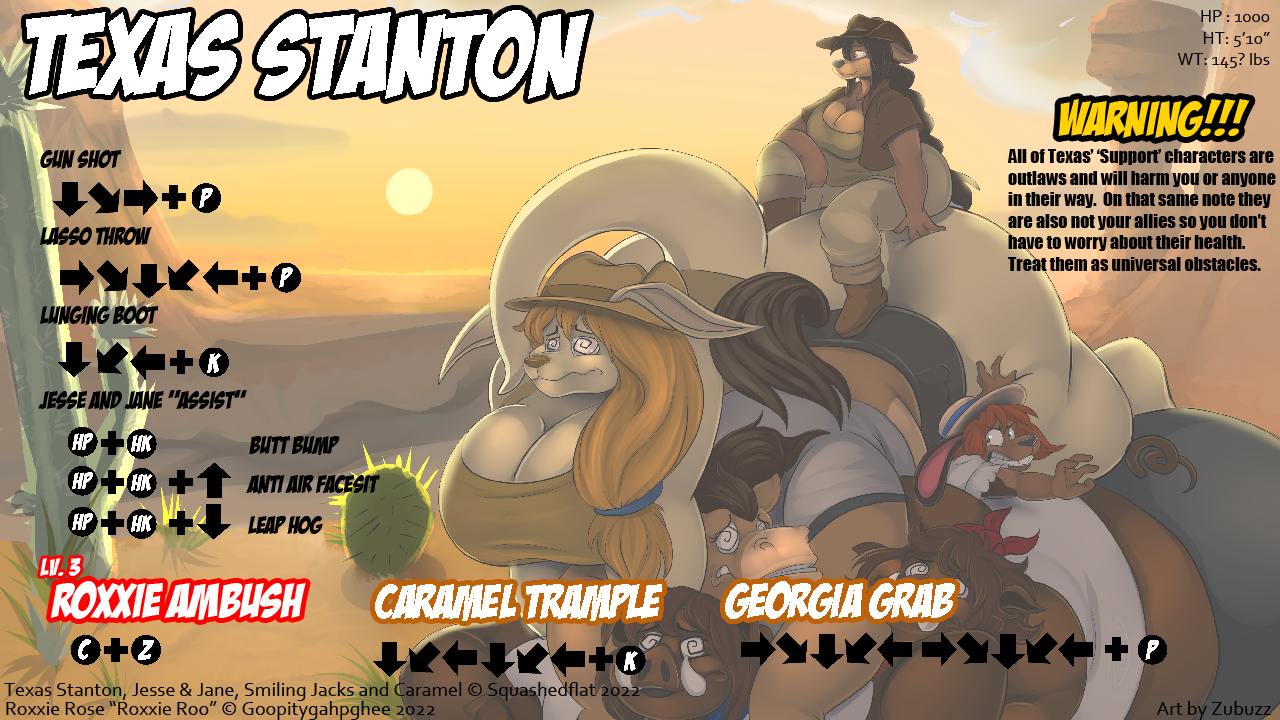 TEXAS STANTON
HP : 1000
HT: 5'10"
WT: 145? lbs
WARNING!!!
All of Texas' 'Support' characters are
outlaws and will harm you or anyone
in their way. On that same note they
are also not your allies so you don't
have to worry about their health.
Treat them as universal obstacles.
GUN SHOT
⬇⬊➡+P
LASSO THROW
➡⬊⬇⬋⬅+P
LUNGING BOOT
⬇⬋⬅+K
JESSE AND JANE "ASSIST"
HP+HK BUTT BUMP
HP+HK+⬆ ANTI AIR FACESIT
HP+HK+⬇ LEAP HOG
LV. 3
ROXXIE AMBUSH
C+Z
CARAMEL TRAMPLE
⬇⬋⬅⬇⬋⬅+K
GEORGIA GRAB
➡⬊⬇⬋⬅➡⬊⬇⬋⬅+P
Texas Stanton, Jesse & Jane, Smiling Jacks and Caramel © Squashedflat 2022
Roxxie Rose "Roxxie Roo" © Goopitygahpghee 2022
Art by Zubuzz